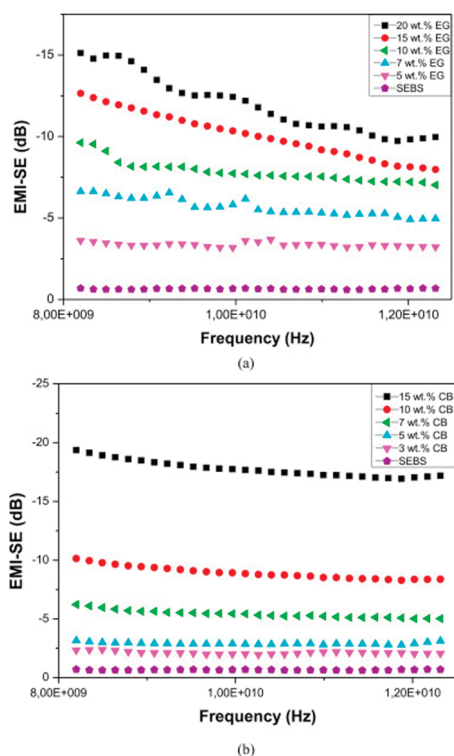 -15
-10
-5
0
EMI-SE (dB)
20 wt.% EG
15 wt.% EG
10 wt.% EG
7 wt.% EG
5 wt.% EG
SEBS
8,00E+009
1,00E+010
1,20E+010
Frequency (Hz)
(a)
-25
-20
-15
-10
-5
0
EMI-SE (dB)
15 wt.% CB
10 wt.% CB
7 wt.% CB
5 wt.% CB
3 wt.% CB
SEBS
8,00E+009
1,00E+010
1,20E+010
Frequency (Hz)
(b)